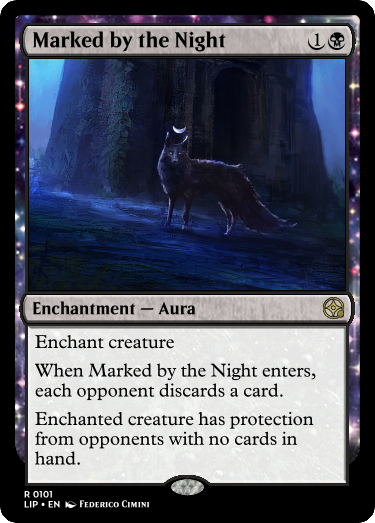 Marked by the Night 1
Enchantment — Aura
Enchant creature
When Marked by the Night enters,
each opponent discards a card.
Enchanted creature has protection
from opponents with no cards in
hand.
R 0101
LIP • EN Federico Cimini